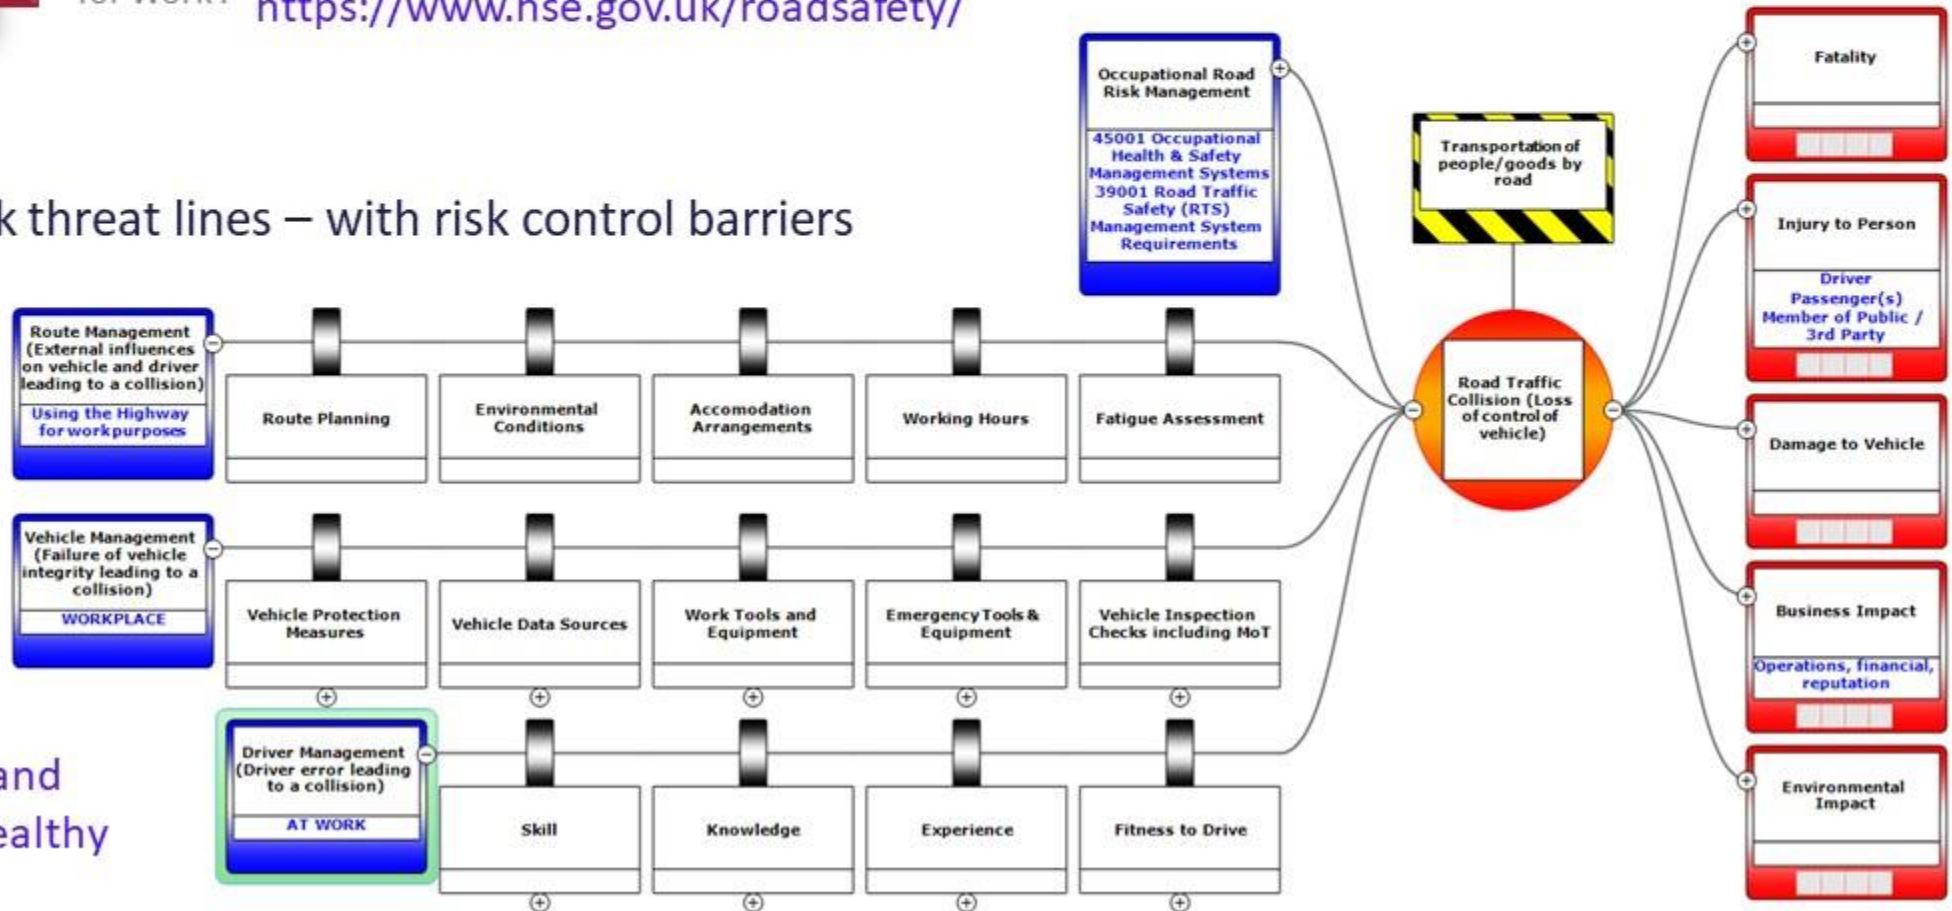 for work?
https://www.hse.gov.uk/roadsafety/
threat lines – with risk control barriers
and
Occupational Road
Risk Management
45001 Occupational
Health & Safety
Management Systems
39001 Road Traffic
Safety (RTS)
Management System
Requirements
Transportation of
people/goods by
road
Route Management
(External influences
on vehicle and driver
leading to a collision)
Using the Highway
for work purposes
Route Planning
Environmental
Conditions
Accomodation
Arrangements
Working Hours
Fatigue Assessment
Vehicle Management
(Failure of vehicle
integrity leading to a
collision)
WORKPLACE
Vehicle Protection
Measures
Vehicle Data Sources
Work Tools and
Equipment
Emergency Tools &
Equipment
Vehicle Inspection
Checks including MoT
Driver Management
(Driver error leading
to a collision)
AT WORK
Skill
Knowledge
Experience
Fitness to Drive
Road Traffic
Collision (Loss
of control of
vehicle)
Fatality
Injury to Person
Driver
Passenger(s)
Member of Public /
3rd Party
Damage to Vehicle
Business Impact
Operations, financial,
reputation
Environmental
Impact